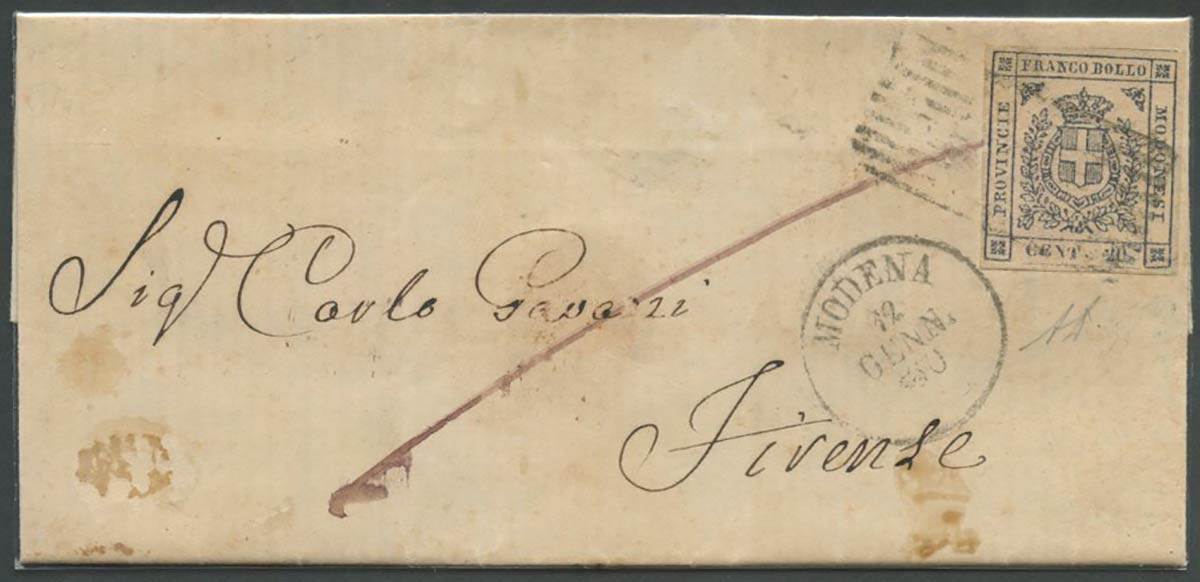 FRANCO BOLLO
PROVINCIE
MODONESI
CENT. 20.
Sig Carlo
MODENA
12
GENN.
60
Firenze